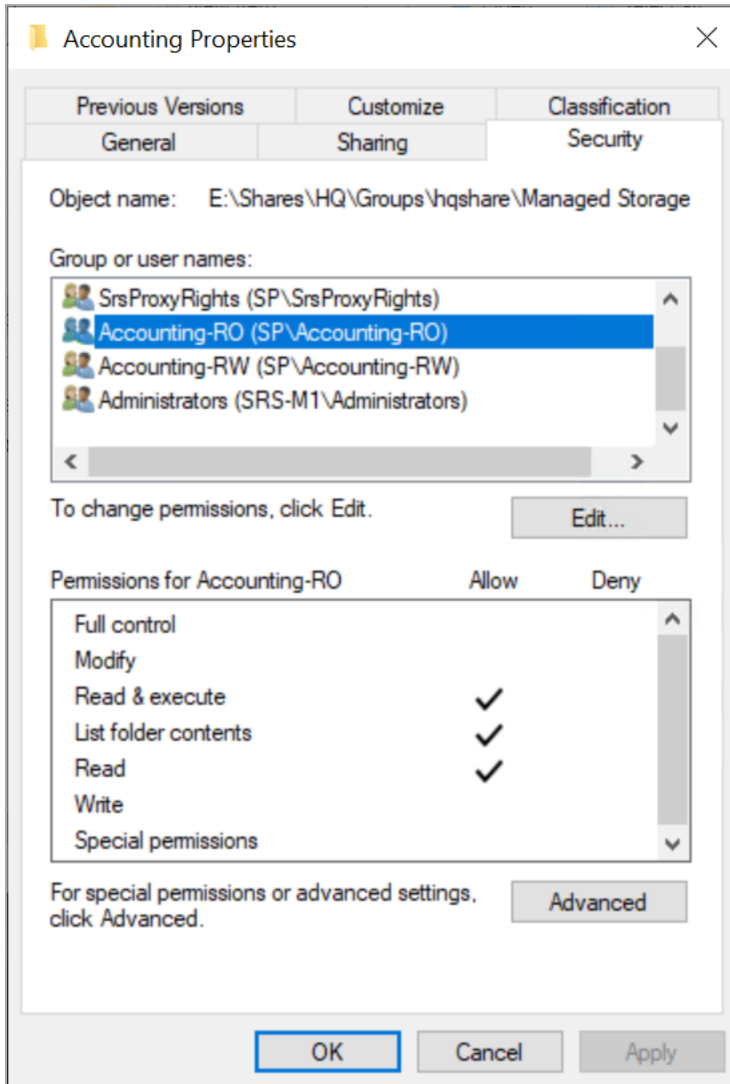 Accounting Properties
Previous Versions Customize Classification
General Sharing Security
Object name: E:\Shares\HQ\Groups\hqshare\Managed Storage
Group or user names:
SrsProxyRights (SP\SrsProxyRights)
Accounting-RO (SP\Accounting-RO)
Accounting-RW (SP\Accounting-RW)
Administrators (SRS-M1\Administrators)
To change permissions, click Edit. Edit...
Permissions for Accounting-RO Allow Deny
Full control
Modify
Read & execute
List folder contents
Read
Write
Special permissions
For special permissions or advanced settings,
click Advanced. Advanced
OK Cancel Apply